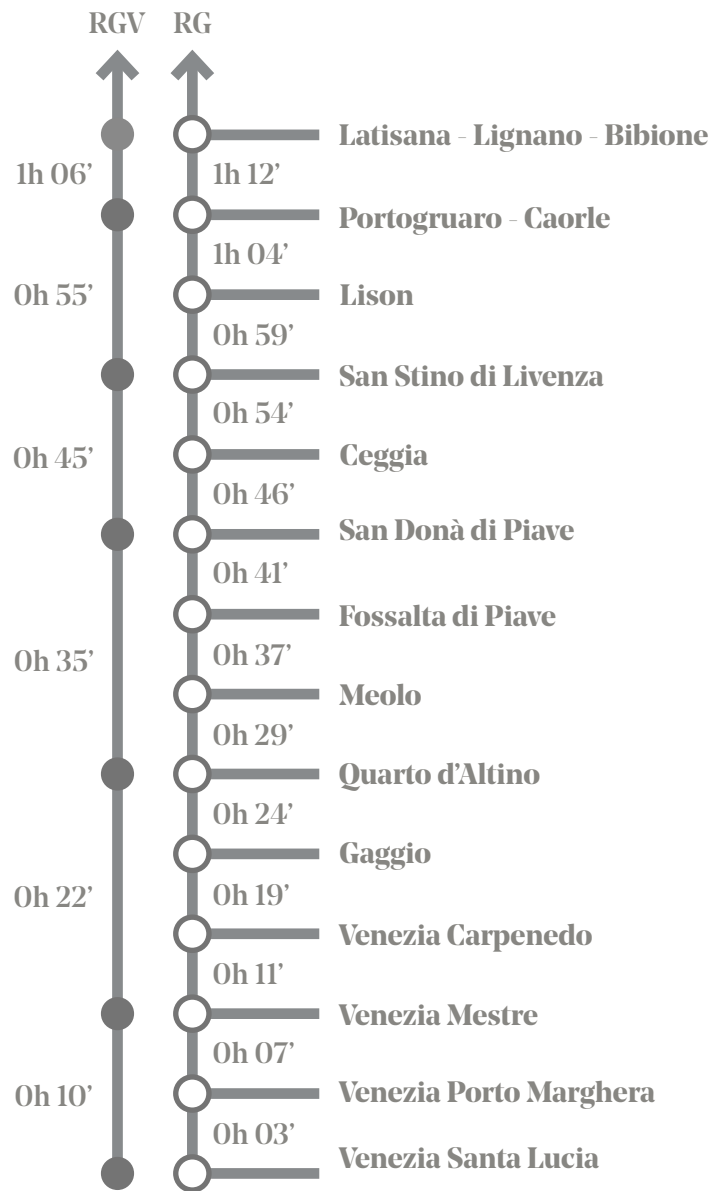 RGV RG
Latisana - Lignano - Bibione
1h 06’ 1h 12’
Portogruaro - Caorle
1h 04’
0h 55’ Lison
0h 59’
San Stino di Livenza
0h 54’
0h 45’ Ceggia
0h 46’
San Donà di Piave
0h 41’
Fossalta di Piave
0h 35’ 0h 37’
Meolo
0h 29’
Quarto d’Altino
0h 24’
Gaggio
0h 22’ 0h 19’
Venezia Carpenedo
0h 11’
Venezia Mestre
0h 07’
0h 10’ Venezia Porto Marghera
0h 03’
Venezia Santa Lucia